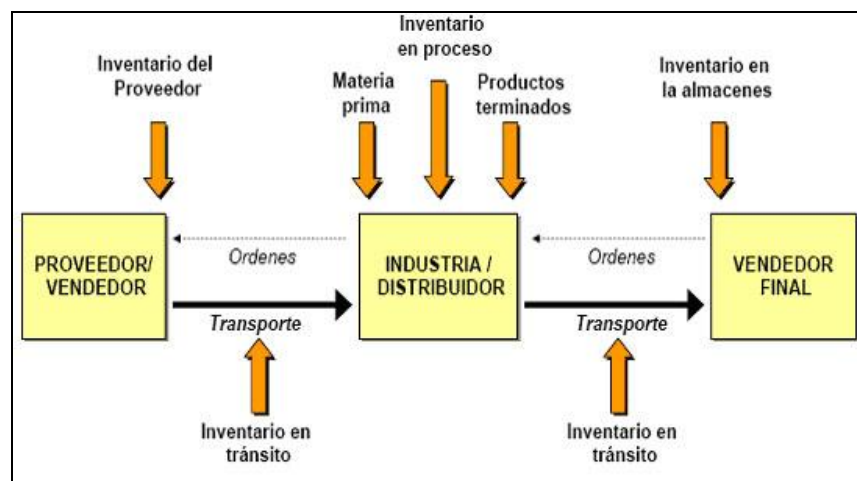 Inventario
en proceso
Inventario del
Proveedor
Materia
prima
Productos
terminados
Inventario en
la almacenes
PROVEEDOR/
VENDEDOR
Ordenes
Transporte
INDUSTRIA /
DISTRIBUIDOR
Ordenes
Transporte
VENDEDOR
FINAL
Inventario en
tránsito
Inventario en
tránsito